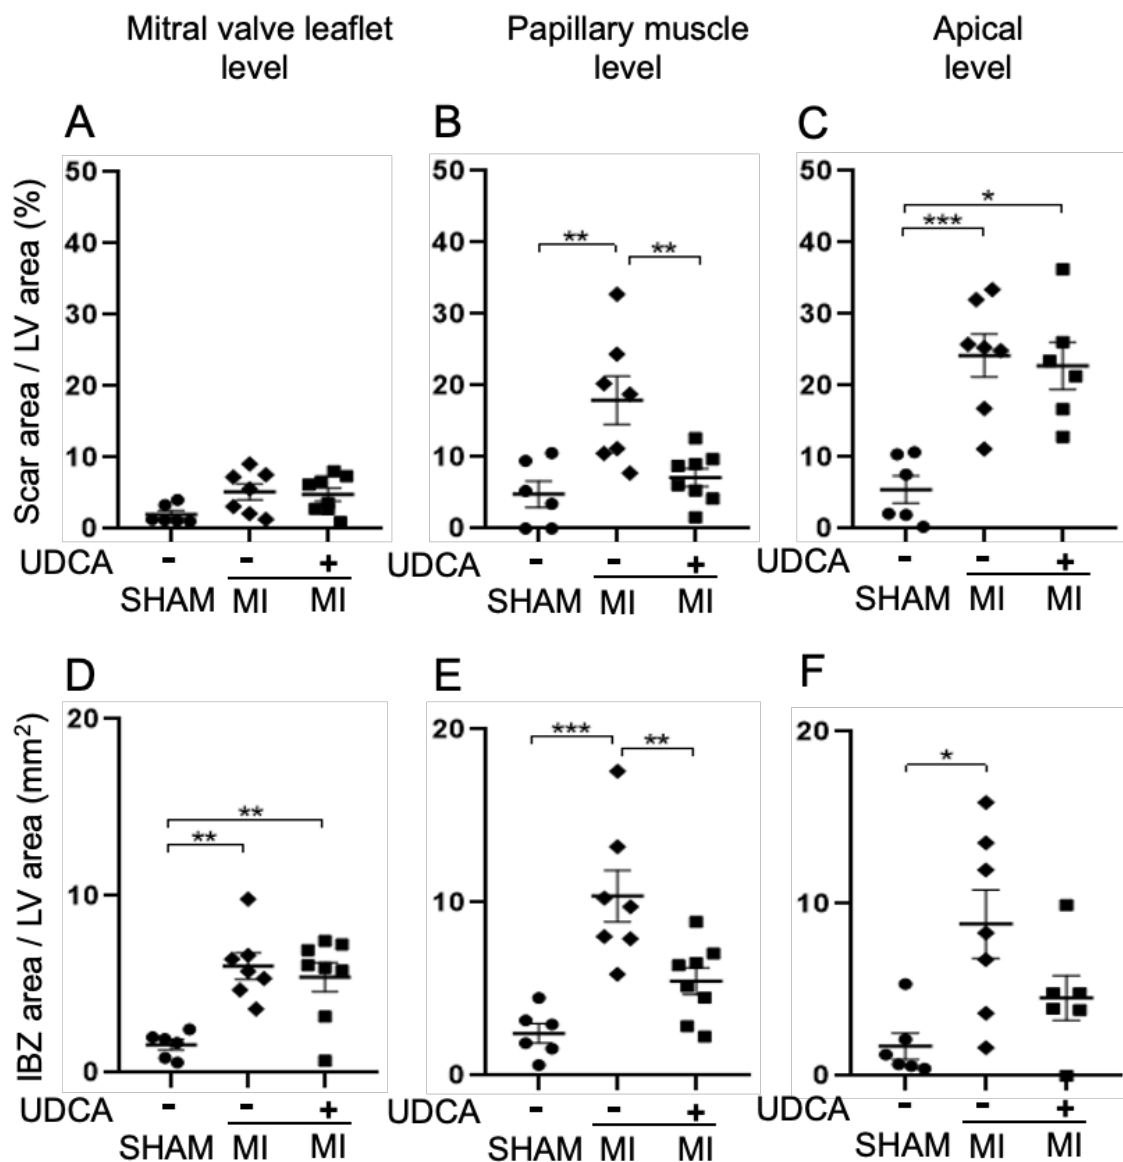 Mitral valve leaflet
level
Papillary muscle
level
Apical
level
A
B
C
Scar area / LV area (%)
50
40
30
20
10
0
50
40
30
20
10
0
**
**
50
40
30
20
10
0
*
***
UDCA - - +
SHAM MI MI
UDCA - - +
SHAM MI MI
UDCA - - +
SHAM MI MI
D
E
F
IBZ area / LV area (mm²)
20
10
0
**
**
20
10
0
***
**
20
10
0
*
UDCA - - +
SHAM MI MI
UDCA - - +
SHAM MI MI
UDCA - - +
SHAM MI MI